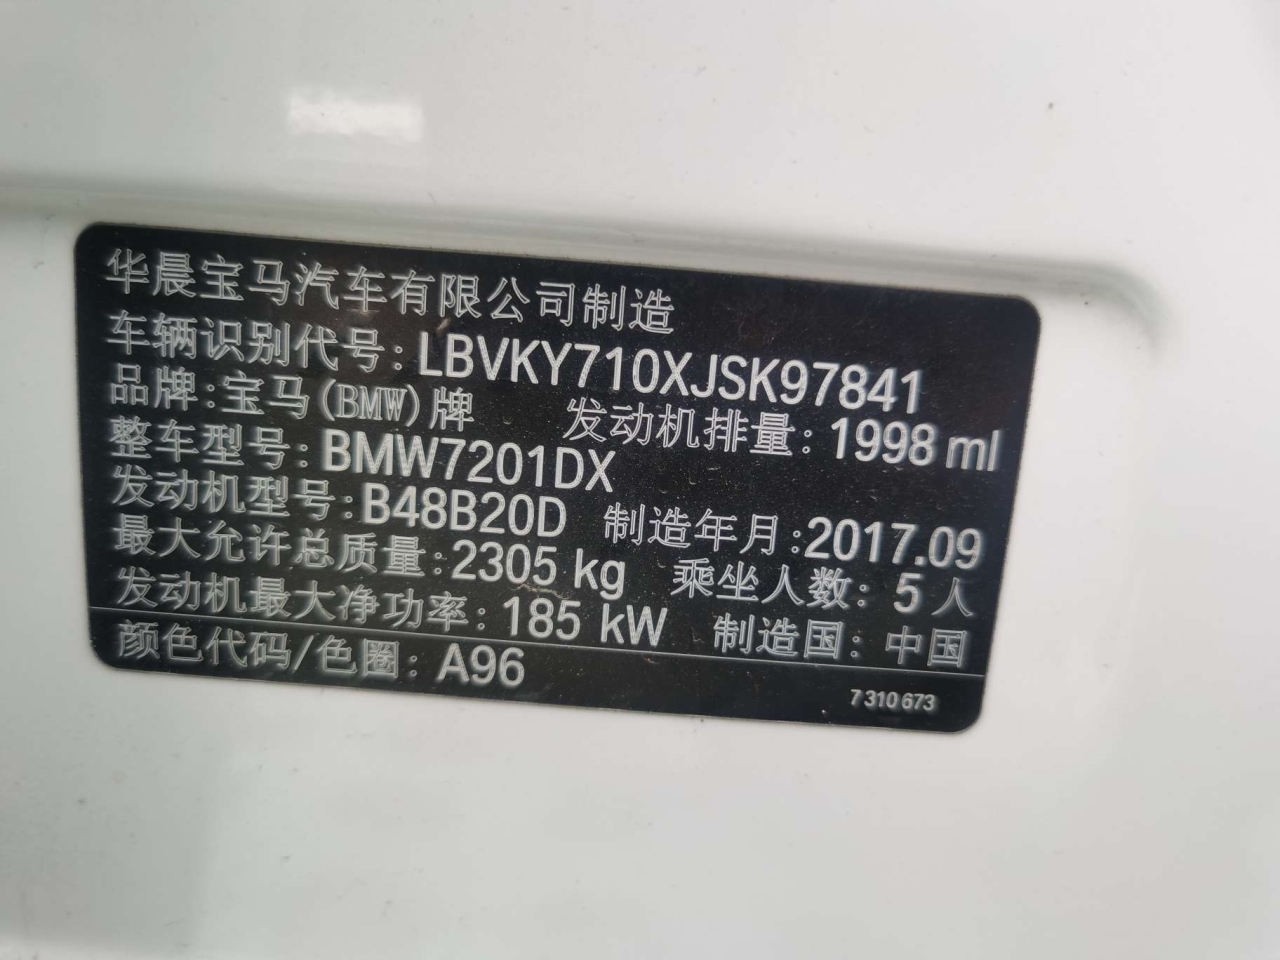 华晨宝马汽车有限公司制造
车辆识别代号: LBVKY710XJSK97841
品牌:宝马(BMW)牌 发动机排量: 1998 ml
整车型号: BMW7201DX
发动机型号: B48B20D 制造年月:2017.09
最大允许总质量: 2305 kg 乘坐人数: 5人
发动机最大净功率: 185 kW 制造国: 中国
颜色代码/色圈: A96
7 310 673